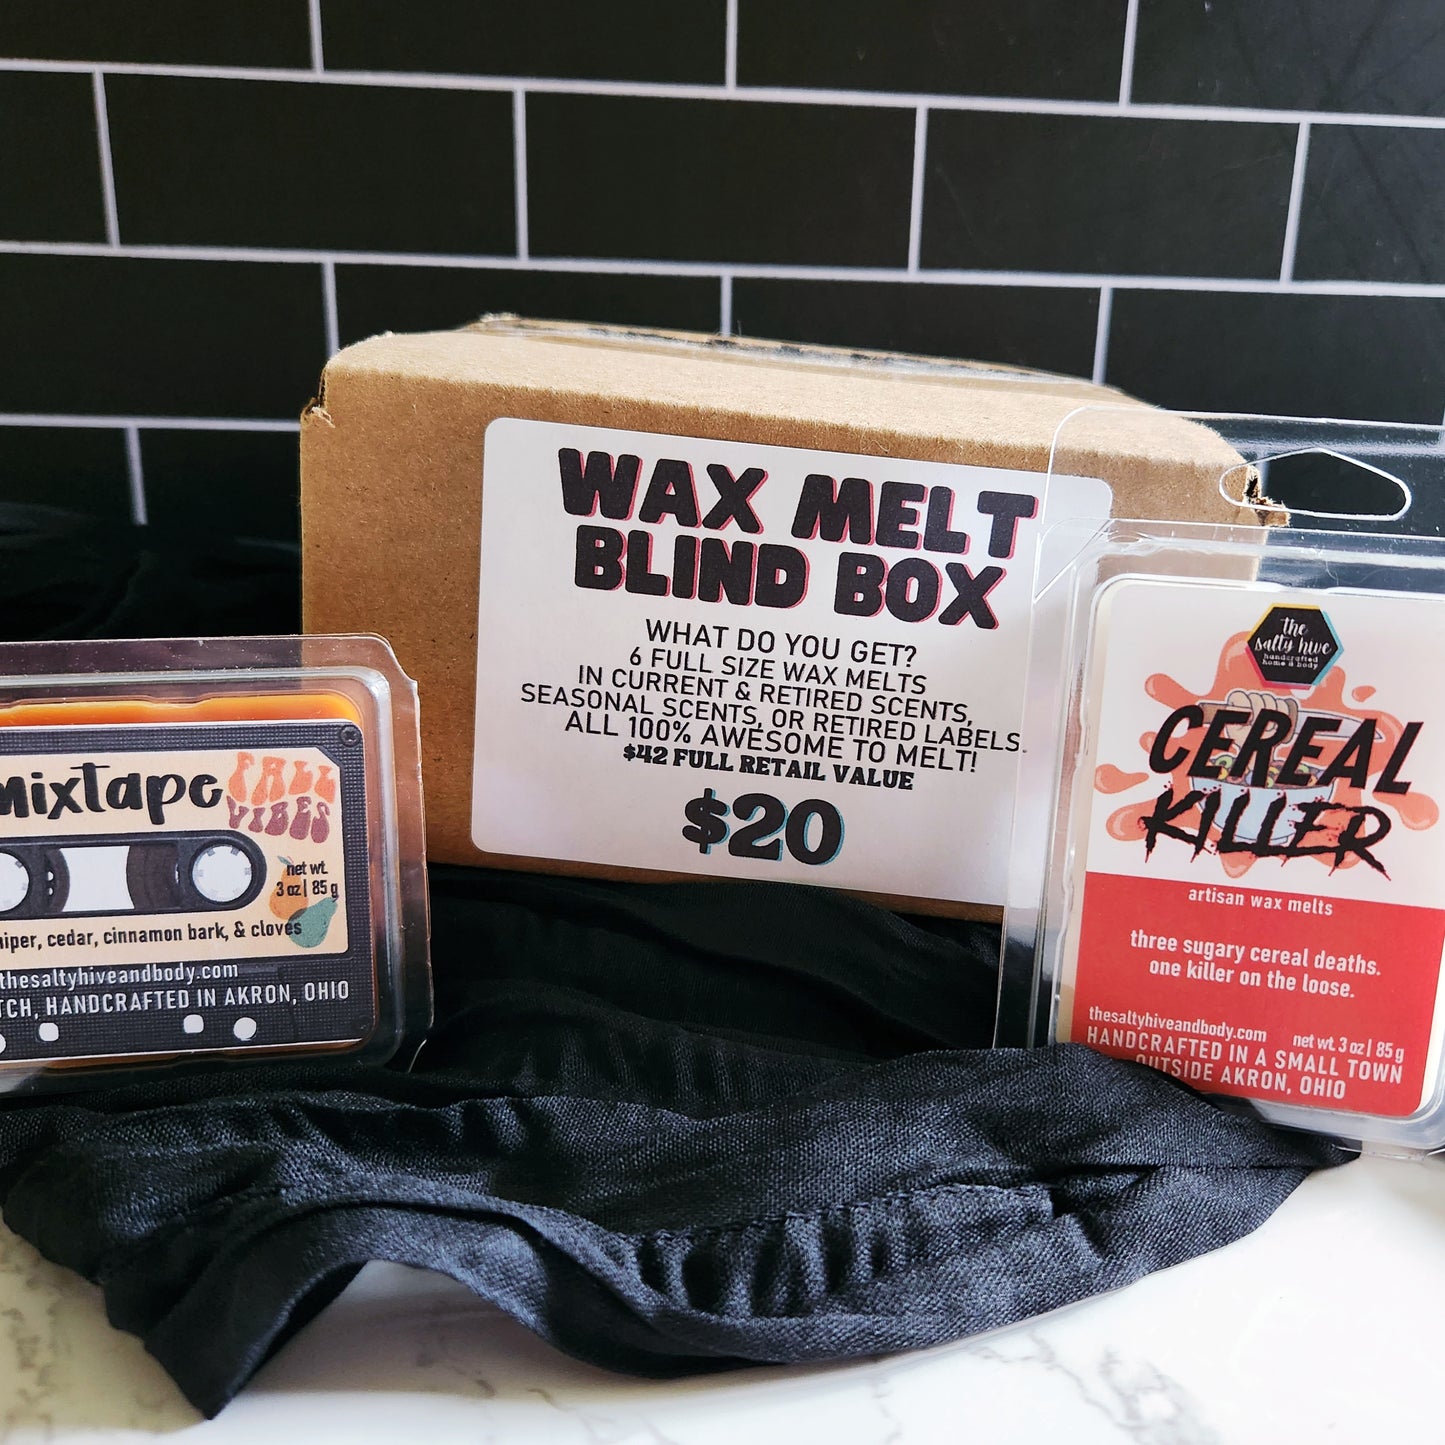 WAX MELT
BLIND BOX
WHAT DO YOU GET?
6 FULL SIZE WAX MELTS
IN CURRENT & RETIRED SCENTS,
SEASONAL SCENTS, OR RETIRED LABELS.
ALL 100% AWESOME TO MELT!
$42 FULL RETAIL VALUE
$20
Mixtape
FALL
VIBES
net wt.
3 oz | 85 g
cedar, cinnamon bark, & cloves
thesaltyhiveandbody.com
HANDCRAFTED IN AKRON, OHIO
the
salty hive
handcrafted
home & body
CEREAL
KILLER
artisan wax melts
three sugary cereal deaths.
one killer on the loose.
thesaltyhiveandbody.com net wt. 3 oz | 85 g
HANDCRAFTED IN A SMALL TOWN
OUTSIDE AKRON, OHIO